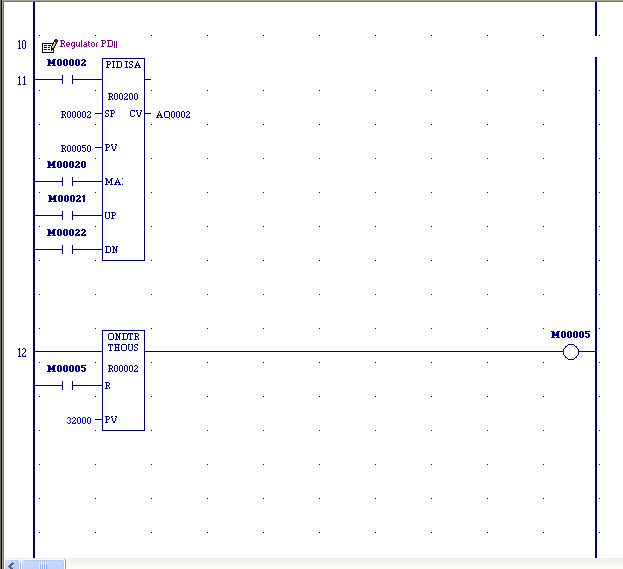 10 Regulator PD||
M00002
11 PID ISA
R00200
R00002 SP CV AQ0002
R00050 PV
M00020
MA
M00021
UP
M00022
DN
ONDTR
M00005
12 THOUS
M00005 R00002
R
32000 PV